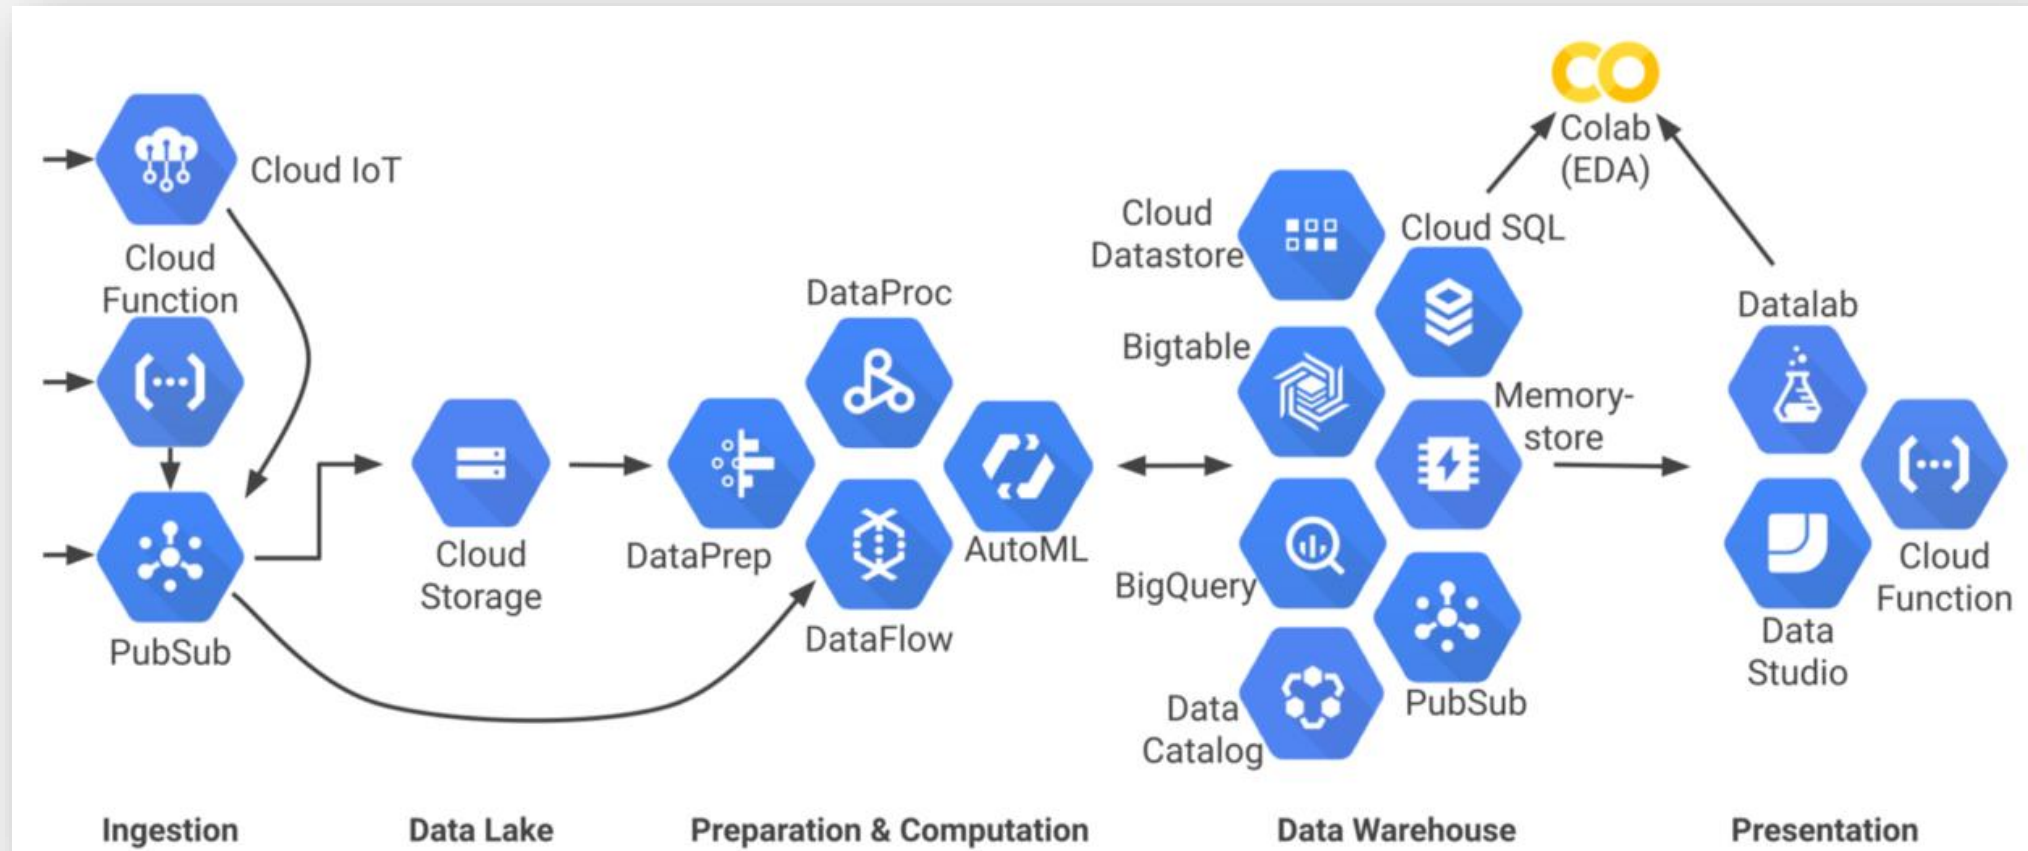 Cloud IoT
Cloud
Function
PubSub
Cloud
Storage
DataProc
DataPrep
AutoML
DataFlow
Cloud
Datastore
Cloud SQL
Bigtable
Memory-
store
BigQuery
PubSub
Data
Catalog
Colab
(EDA)
Datalab
Cloud
Function
Data
Studio
Ingestion
Data Lake
Preparation & Computation
Data Warehouse
Presentation